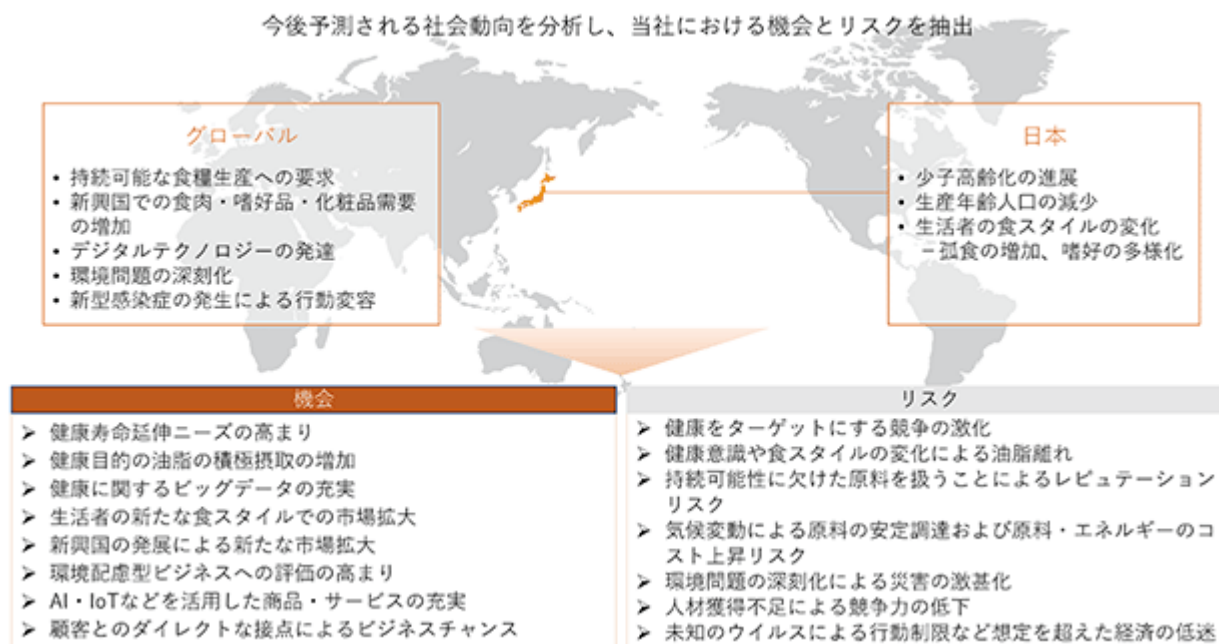 今後予測される社会動向を分析し、当社における機会とリスクを抽出
グローバル
• 持続可能な食糧生産への要求
• 新興国での食肉・嗜好品・化粧品需要
の増加
• デジタルテクノロジーの発達
• 環境問題の深刻化
• 新型感染症の発生による行動変容
日本
• 少子高齢化の進展
• 生産年齢人口の減少
• 生活者の食スタイルの変化
－孤食の増加、嗜好の多様化
機会
➢ 健康寿命延伸ニーズの高まり
➢ 健康目的の油脂の積極摂取の増加
➢ 健康に関するビッグデータの充実
➢ 生活者の新たな食スタイルでの市場拡大
➢ 新興国の発展による新たな市場拡大
➢ 環境配慮型ビジネスへの評価の高まり
➢ AI・IoTなどを活用した商品・サービスの充実
➢ 顧客とのダイレクトな接点によるビジネスチャンス
リスク
➢ 健康をターゲットにする競争の激化
➢ 健康意識や食スタイルの変化による油脂離れ
➢ 持続可能性に欠けた原料を扱うことによるレピュテーション
リスク
➢ 気候変動による原料の安定調達および原料・エネルギーのコ
スト上昇リスク
➢ 環境問題の深刻化による災害の激甚化
➢ 人材獲得不足による競争力の低下
➢ 未知のウイルスによる行動制限など想定を超えた経済の低迷